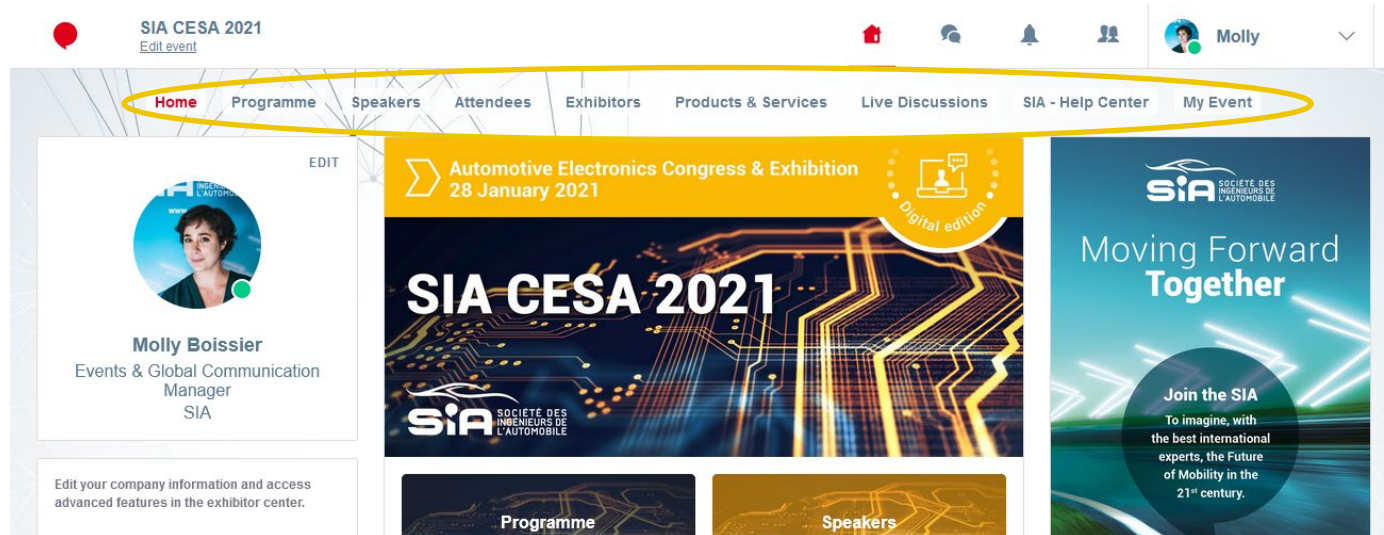 SIA CESA 2021
Edit event
Molly
Home Programme Speakers Attendees Exhibitors Products & Services Live Discussions SIA - Help Center My Event
EDIT
www
Molly Boissier
Events & Global Communication
Manager
SIA
Edit your company information and access
advanced features in the exhibitor center.
Automotive Electronics Congress & Exhibition
28 January 2021
Digital edition
SIA CESA 2021
SiA SOCIÉTÉ DES
INGÉNIEURS DE
L'AUTOMOBILE
Programme
Speakers
SiA SOCIÉTÉ DES
INGÉNIEURS DE
L'AUTOMOBILE
Moving Forward
Together
Join the SIA
To imagine, with
the best international
experts, the Future
of Mobility in the
21st century.